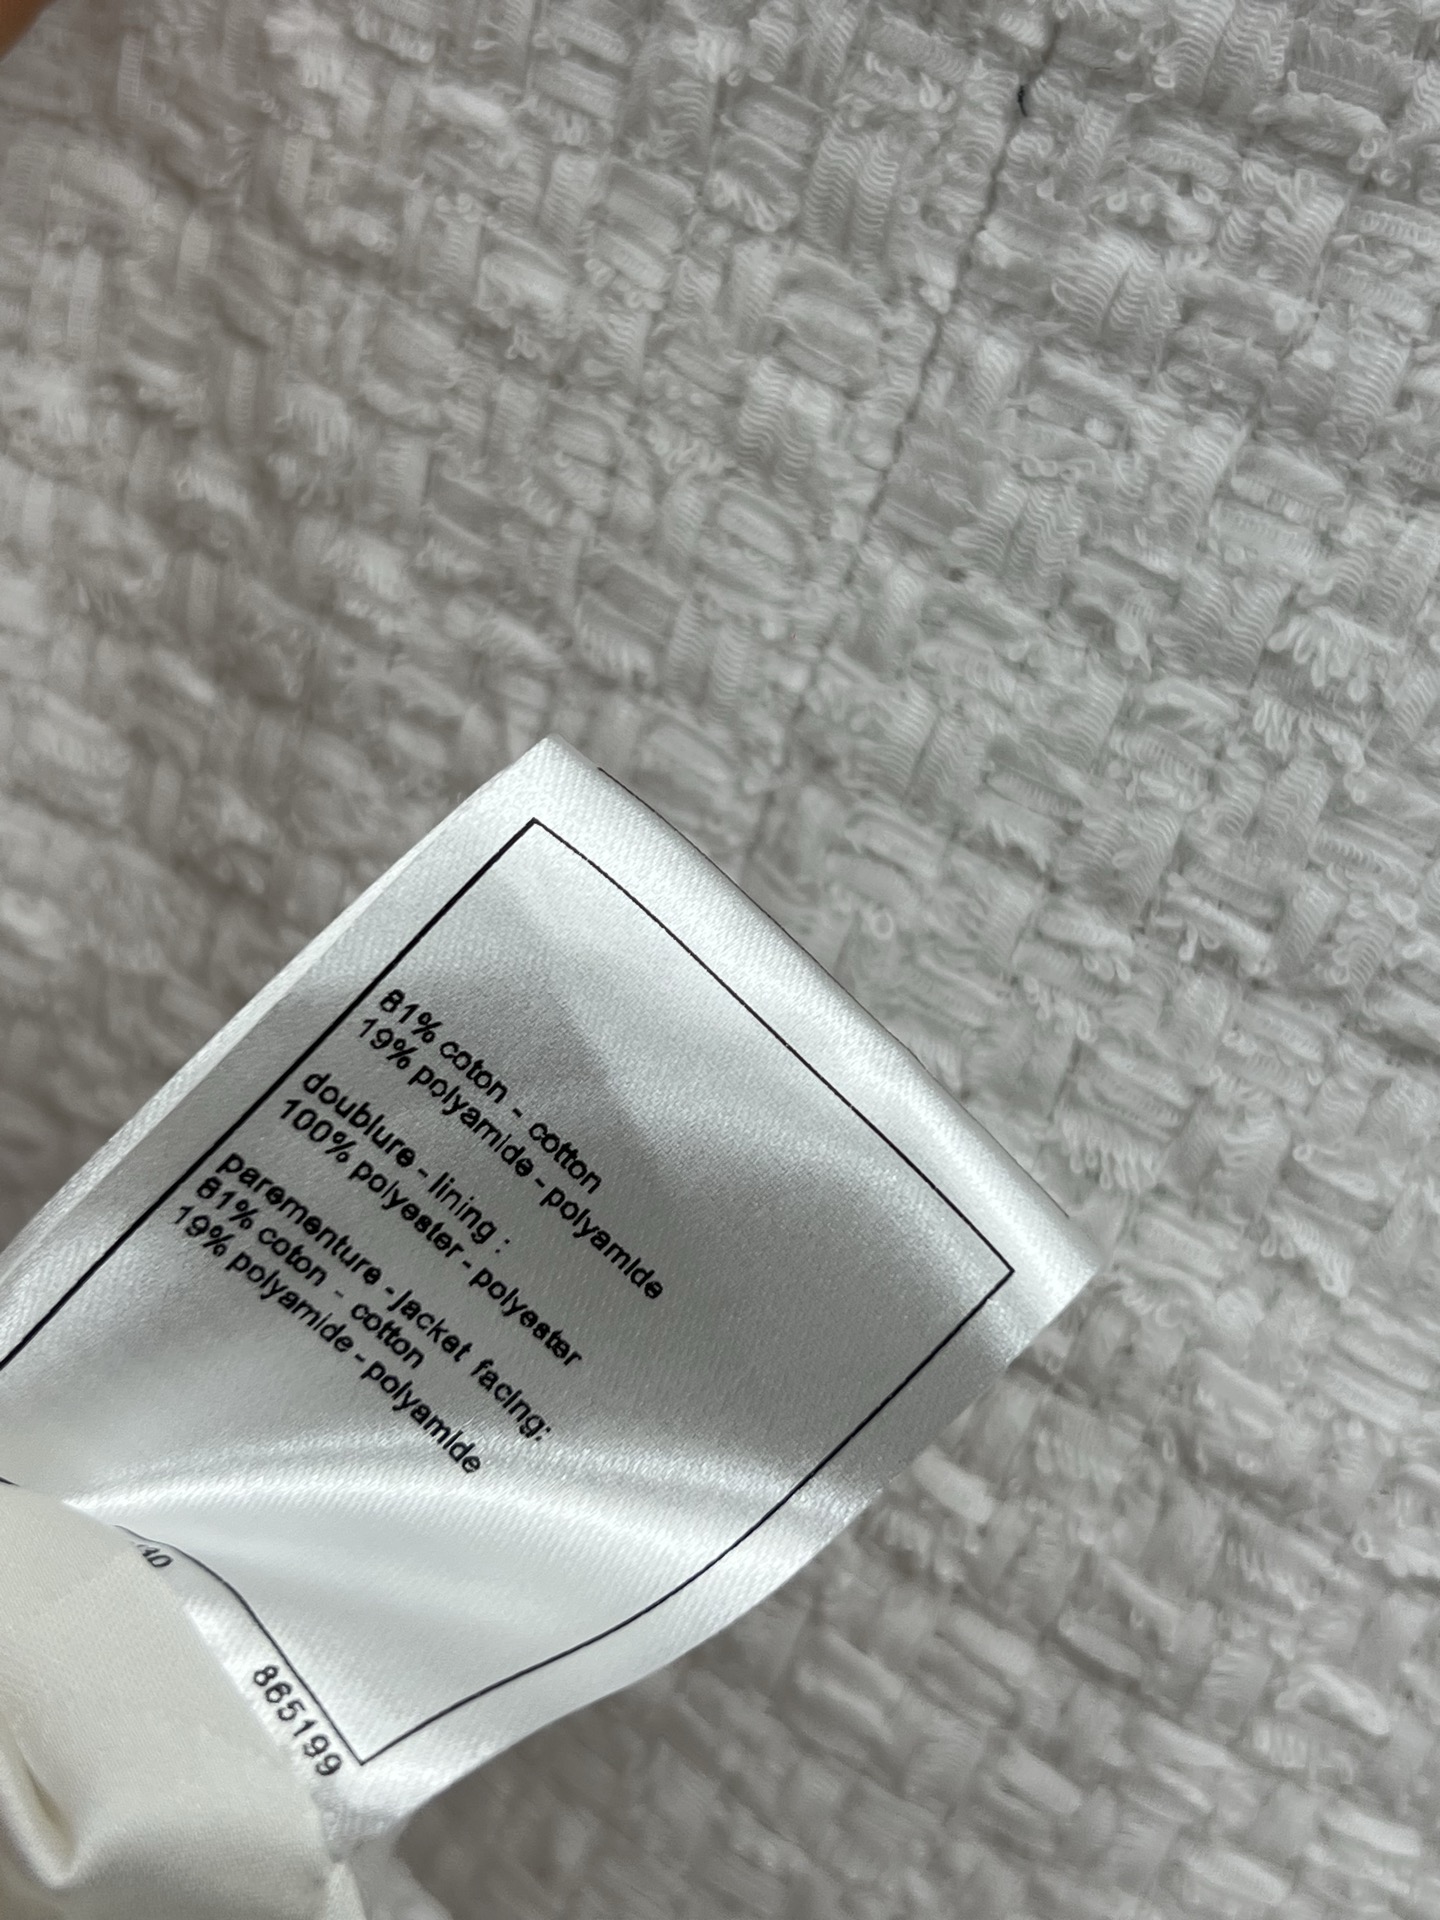 81% coton - cotton
19% polyamide - polyamide
doublure - lining :
100% polyester - polyester
parementure - jacket facing:
81% coton - cotton
19% polyamide - polyamide
40
865199